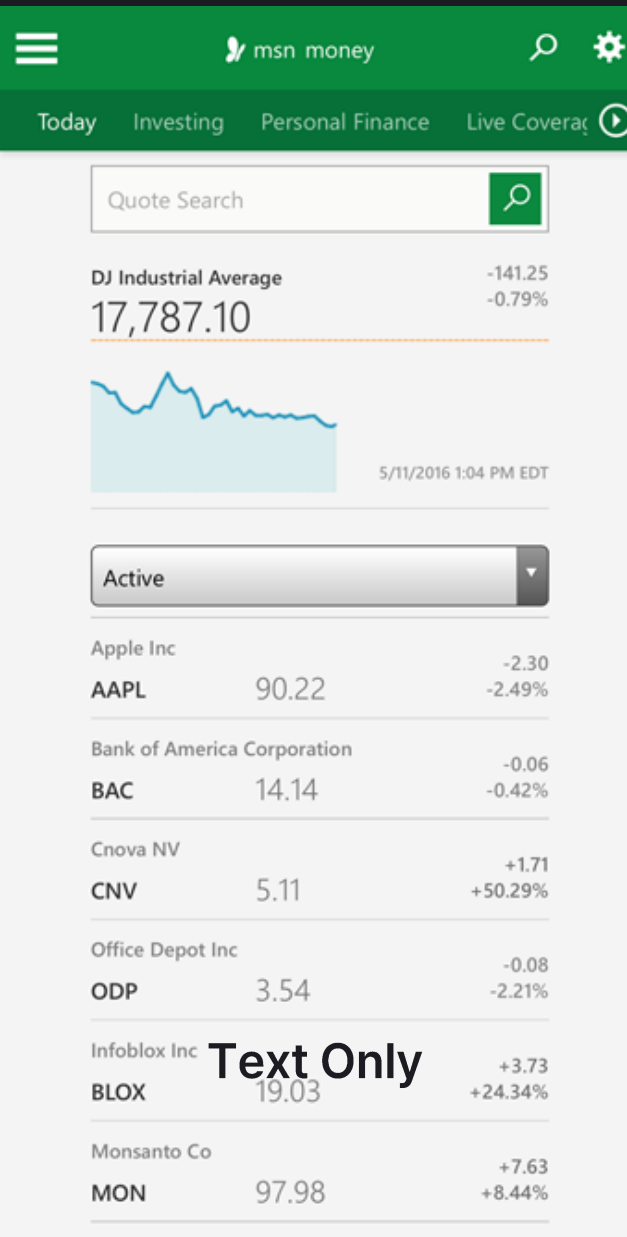 msn money
Today Investing Personal Finance Live Coverag
Quote Search
DJ Industrial Average
-141.25
17,787.10
-0.79%
5/11/2016 1:04 PM EDT
Active
Apple Inc
-2.30
AAPL 90.22
-2.49%
Bank of America Corporation
-0.06
BAC 14.14
-0.42%
Cnova NV
+1.71
CNV 5.11
+50.29%
Office Depot Inc
-0.08
ODP 3.54
-2.21%
Infoblox Inc
Text Only
+3.73
BLOX 19.03
+24.34%
Monsanto Co
+7.63
MON 97.98
+8.44%